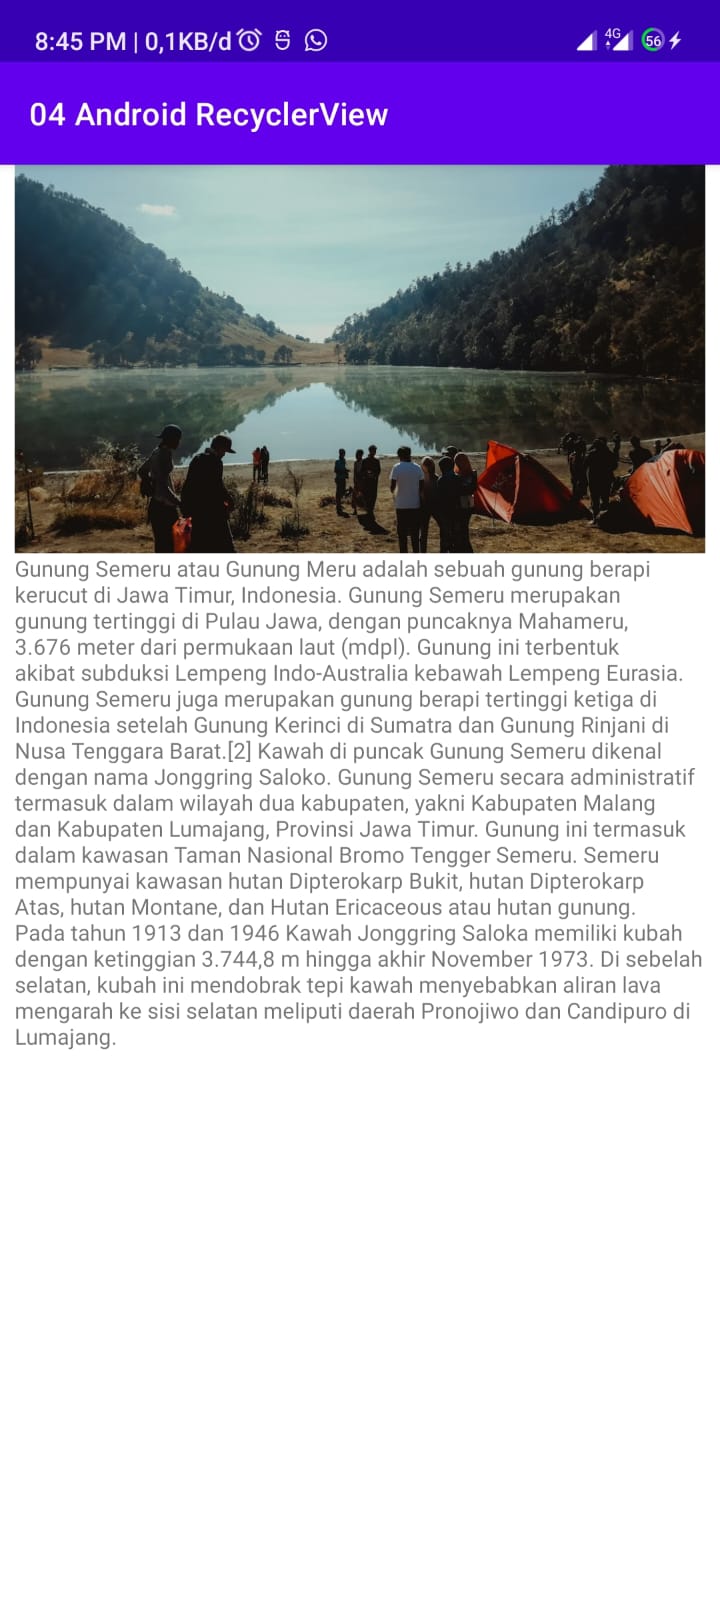 8:45 PM | 0,1KB/d
4G
56
04 Android RecyclerView
Gunung Semeru atau Gunung Meru adalah sebuah gunung berapi
kerucut di Jawa Timur, Indonesia. Gunung Semeru merupakan
gunung tertinggi di Pulau Jawa, dengan puncaknya Mahameru,
3.676 meter dari permukaan laut (mdpl). Gunung ini terbentuk
akibat subduksi Lempeng Indo-Australia kebawah Lempeng Eurasia.
Gunung Semeru juga merupakan gunung berapi tertinggi ketiga di
Indonesia setelah Gunung Kerinci di Sumatra dan Gunung Rinjani di
Nusa Tenggara Barat.[2] Kawah di puncak Gunung Semeru dikenal
dengan nama Jonggring Saloko. Gunung Semeru secara administratif
termasuk dalam wilayah dua kabupaten, yakni Kabupaten Malang
dan Kabupaten Lumajang, Provinsi Jawa Timur. Gunung ini termasuk
dalam kawasan Taman Nasional Bromo Tengger Semeru. Semeru
mempunyai kawasan hutan Dipterokarp Bukit, hutan Dipterokarp
Atas, hutan Montane, dan Hutan Ericaceous atau hutan gunung.
Pada tahun 1913 dan 1946 Kawah Jonggring Saloka memiliki kubah
dengan ketinggian 3.744,8 m hingga akhir November 1973. Di sebelah
selatan, kubah ini mendobrak tepi kawah menyebabkan aliran lava
mengarah ke sisi selatan meliputi daerah Pronojiwo dan Candipuro di
Lumajang.